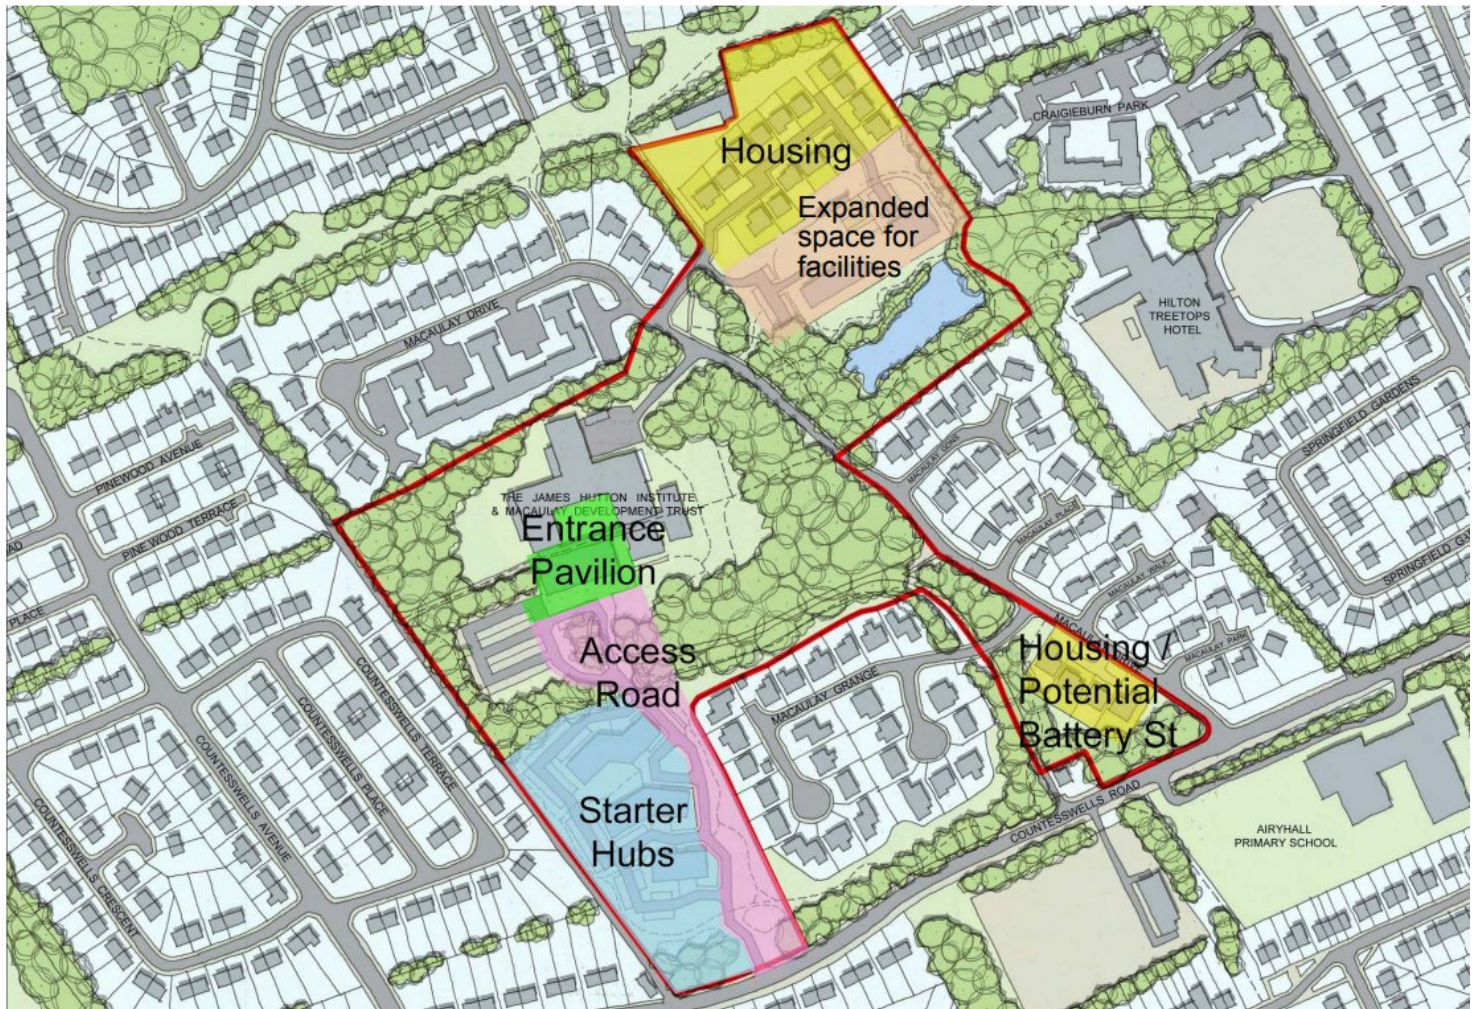 CRAIGIEBURN PARK
Housing
Expanded
space for
facilities
HILTON
TREETOPS
HOTEL
MACAULAY DRIVE
SPRINGFIELD GARDENS
PINEWOOD AVENUE
MACAULAY GDNS
THE JAMES HUTTON INSTITUTE
& MACAULAY DEVELOPMENT TRUST
Entrance
Pavilion
PINE WOOD TERRACE
MACAULAY PLACE
MACAULAY WALK
PLACE
MACAULAY PARK
Access
Road
Housing /
Potential
Battery St
MACAULAY GRANGE
COUNTESSWELLS TERRACE
COUNTESSWELLS PLACE
COUNTESSWELLS AVENUE
COUNTESSWELLS CRESCENT
Starter
Hubs
COUNTESSWELLS ROAD
AIRYHALL
PRIMARY SCHOOL